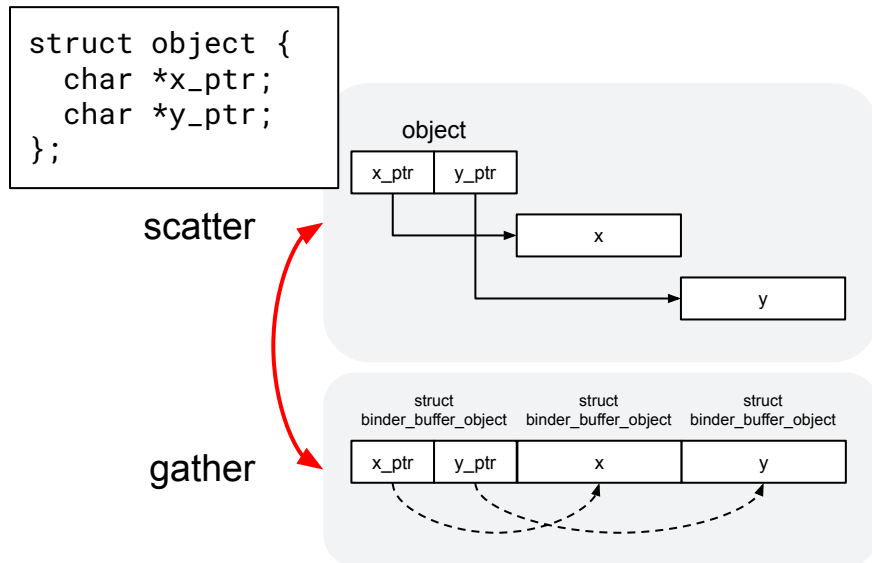 struct object {
  char *x_ptr;
  char *y_ptr;
};
object
x_ptr y_ptr
scatter
x
y
struct struct struct
binder_buffer_object binder_buffer_object binder_buffer_object
gather
x_ptr y_ptr x y